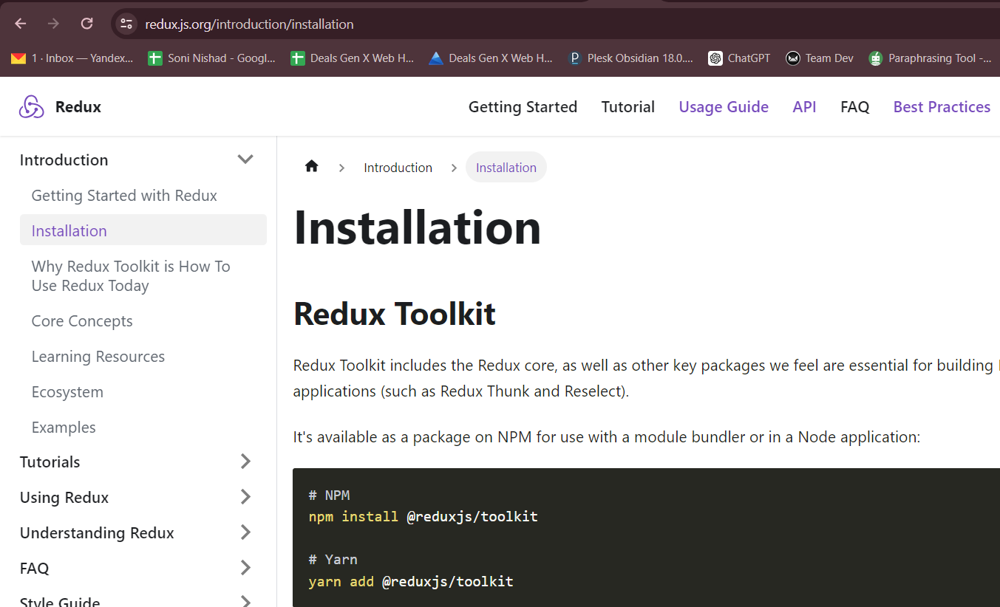 redux.js.org/introduction/installation
1 · Inbox — Yandex...
Soni Nishad - Googl...
Deals Gen X Web H...
Deals Gen X Web H...
Plesk Obsidian 18.0....
ChatGPT
Team Dev
Paraphrasing Tool -...
Redux
Getting Started
Tutorial
Usage Guide
API
FAQ
Best Practices
Introduction
Getting Started with Redux
Installation
Why Redux Toolkit is How To
Use Redux Today
Core Concepts
Learning Resources
Ecosystem
Examples
Tutorials
Using Redux
Understanding Redux
FAQ
Style Guide
Introduction
Installation
Installation
Redux Toolkit
Redux Toolkit includes the Redux core, as well as other key packages we feel are essential for building
applications (such as Redux Thunk and Reselect).
It's available as a package on NPM for use with a module bundler or in a Node application:
# NPM
npm install @reduxjs/toolkit
# Yarn
yarn add @reduxjs/toolkit